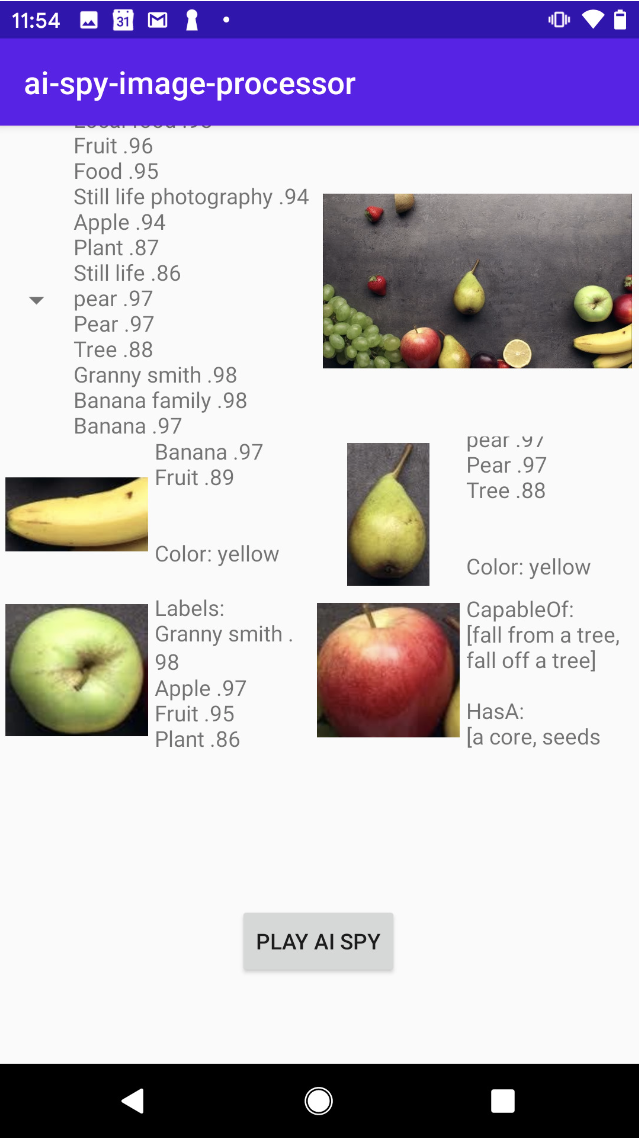 11:54
31
ai-spy-image-processor
Fruit .96
Food .95
Still life photography .94
Apple .94
Plant .87
Still life .86
pear .97
Pear .97
Tree .88
Granny smith .98
Banana family .98
Banana .97
Banana .97
Fruit .89
Color: yellow
pear .97
Pear .97
Tree .88
Color: yellow
Labels:
Granny smith .
98
Apple .97
Fruit .95
Plant .86
CapableOf:
[fall from a tree,
fall off a tree]
HasA:
[a core, seeds
PLAY AI SPY